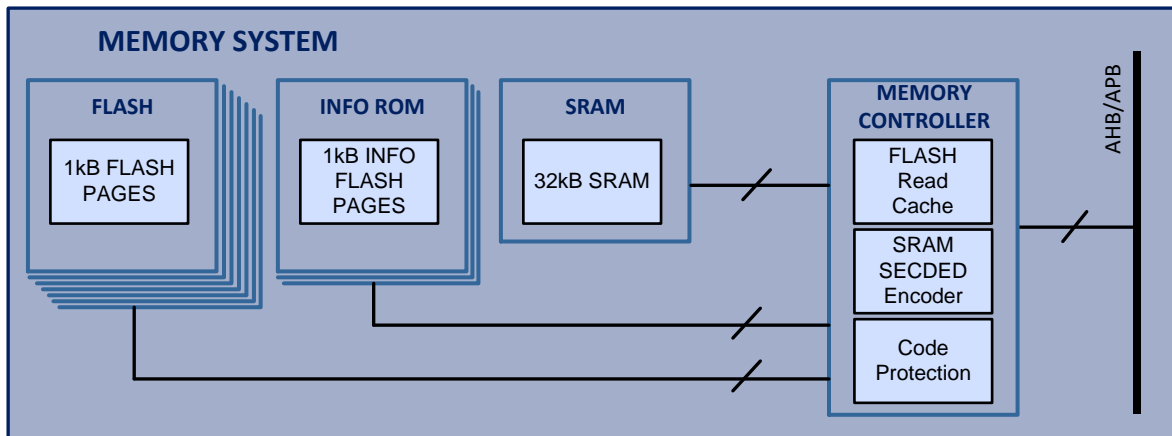 MEMORY SYSTEM
FLASH
1kB FLASH
PAGES
INFO ROM
1kB INFO
FLASH
PAGES
SRAM
32kB SRAM
MEMORY
CONTROLLER
FLASH
Read
Cache
SRAM
SECDED
Encoder
Code
Protection
AHB/APB